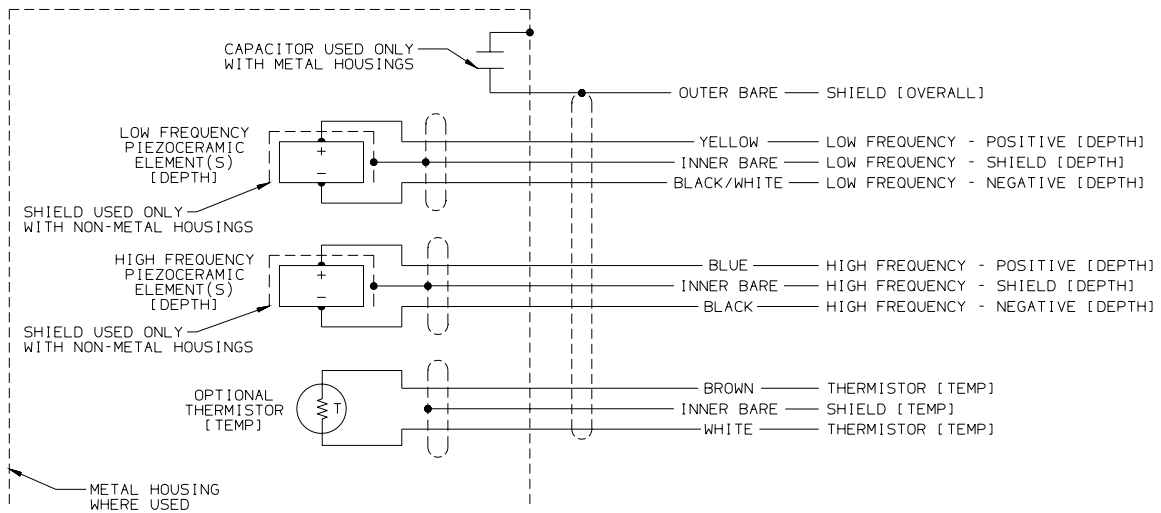 CAPACITOR USED ONLY
WITH METAL HOUSINGS
OUTER BARE SHIELD [OVERALL]
LOW FREQUENCY
PIEZOCERAMIC
ELEMENT(S)
[DEPTH]
+
−
YELLOW LOW FREQUENCY - POSITIVE [DEPTH]
INNER BARE LOW FREQUENCY - SHIELD [DEPTH]
BLACK/WHITE LOW FREQUENCY - NEGATIVE [DEPTH]
SHIELD USED ONLY
WITH NON-METAL HOUSINGS
HIGH FREQUENCY
PIEZOCERAMIC
ELEMENT(S)
[DEPTH]
+
−
BLUE HIGH FREQUENCY - POSITIVE [DEPTH]
INNER BARE HIGH FREQUENCY - SHIELD [DEPTH]
BLACK HIGH FREQUENCY - NEGATIVE [DEPTH]
SHIELD USED ONLY
WITH NON-METAL HOUSINGS
OPTIONAL
THERMISTOR
[TEMP]
T
BROWN THERMISTOR [TEMP]
INNER BARE SHIELD [TEMP]
WHITE THERMISTOR [TEMP]
METAL HOUSING
WHERE USED